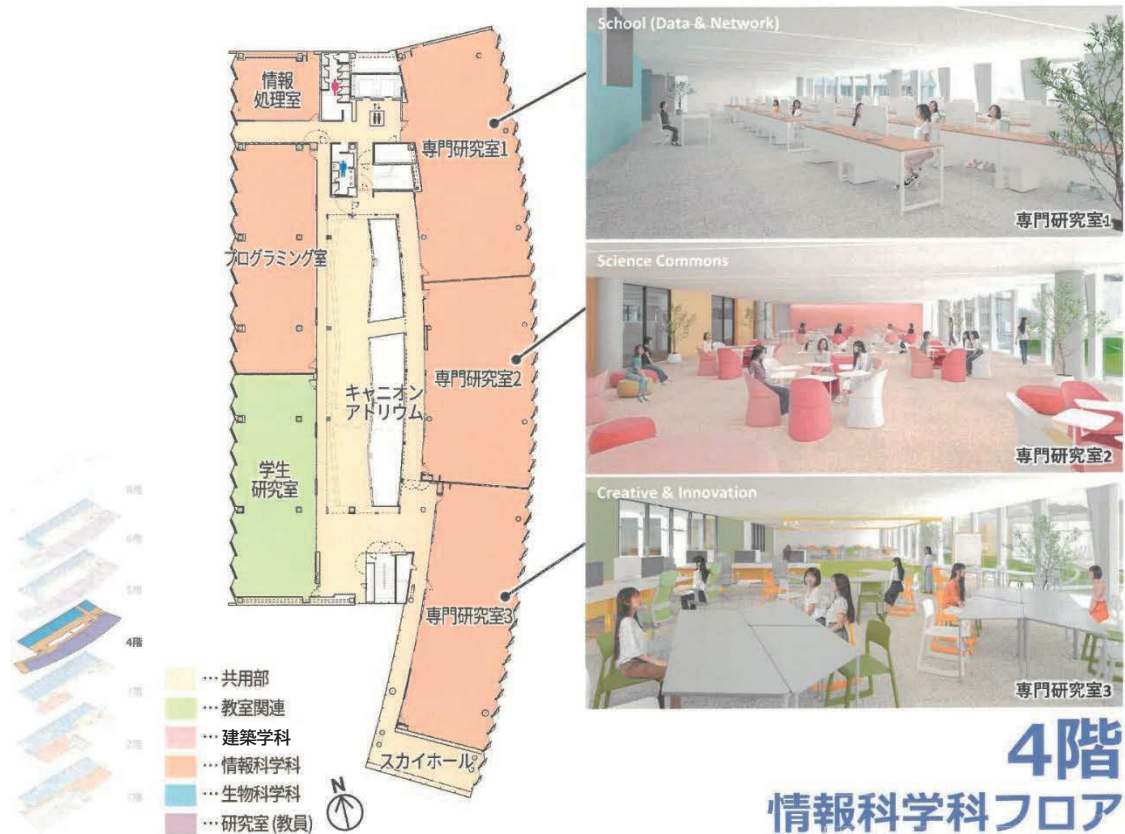 情報
処理室
専門研究室1
プログラミング室
専門研究室2
キャニオン
アトリウム
学生
研究室
専門研究室3
スカイホール
School (Data & Network)
専門研究室1
Science Commons
専門研究室2
Creative & Innovation
専門研究室3
6階
5階
4階
2階
…共用部
…教室関連
…建築学科
…情報科学科
…生物科学科
…研究室(教員)
N
4階
情報科学科フロア